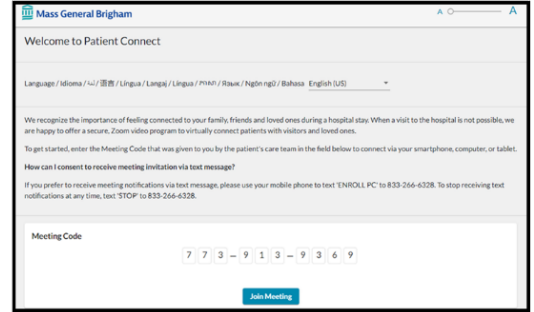 Mass General Brigham
A A
Welcome to Patient Connect
Language / Idioma / / 语言 / Língua / Langaj / Lingua / / Язык / Ngôn ngữ / Bahasa English (US)
We recognize the importance of feeling connected to your family, friends and loved ones during a hospital stay. When a visit to the hospital is not possible, we
are happy to offer a secure, Zoom video program to virtually connect patients with visitors and loved ones.
To get started, enter the Meeting Code that was given to you by the patient's care team in the field below to connect via your smartphone, computer, or tablet.
How can I consent to receive meeting invitation via text message?
If you prefer to receive meeting notifications via text message, please use your mobile phone to text 'ENROLL PC' to 833-266-6328. To stop receiving text
notifications at any time, text 'STOP' to 833-266-6328.
Meeting Code
7 7 3 – 9 1 3 – 9 3 6 9
Join Meeting